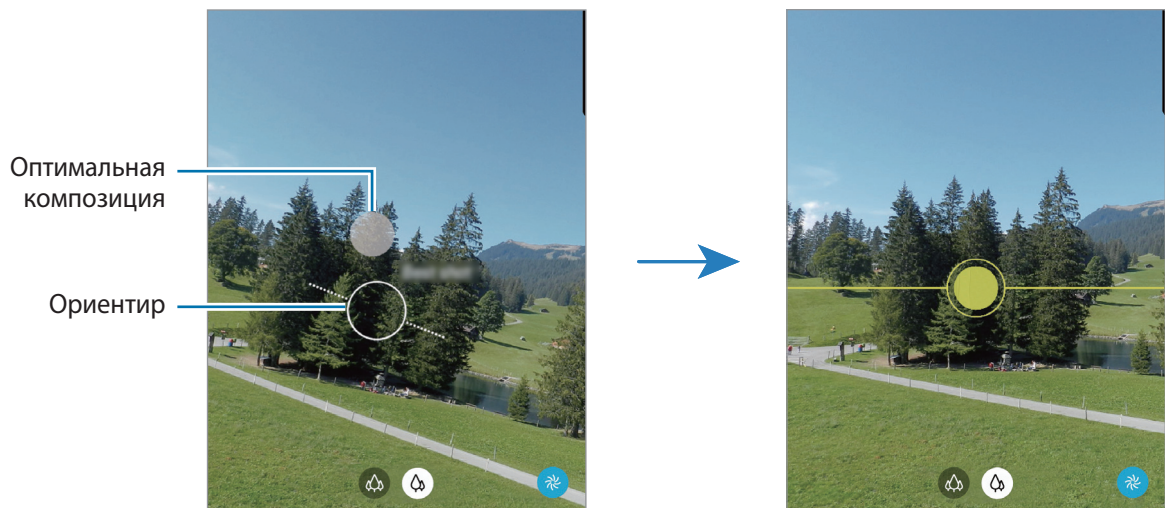 Оптимальная
композиция
Ориентир